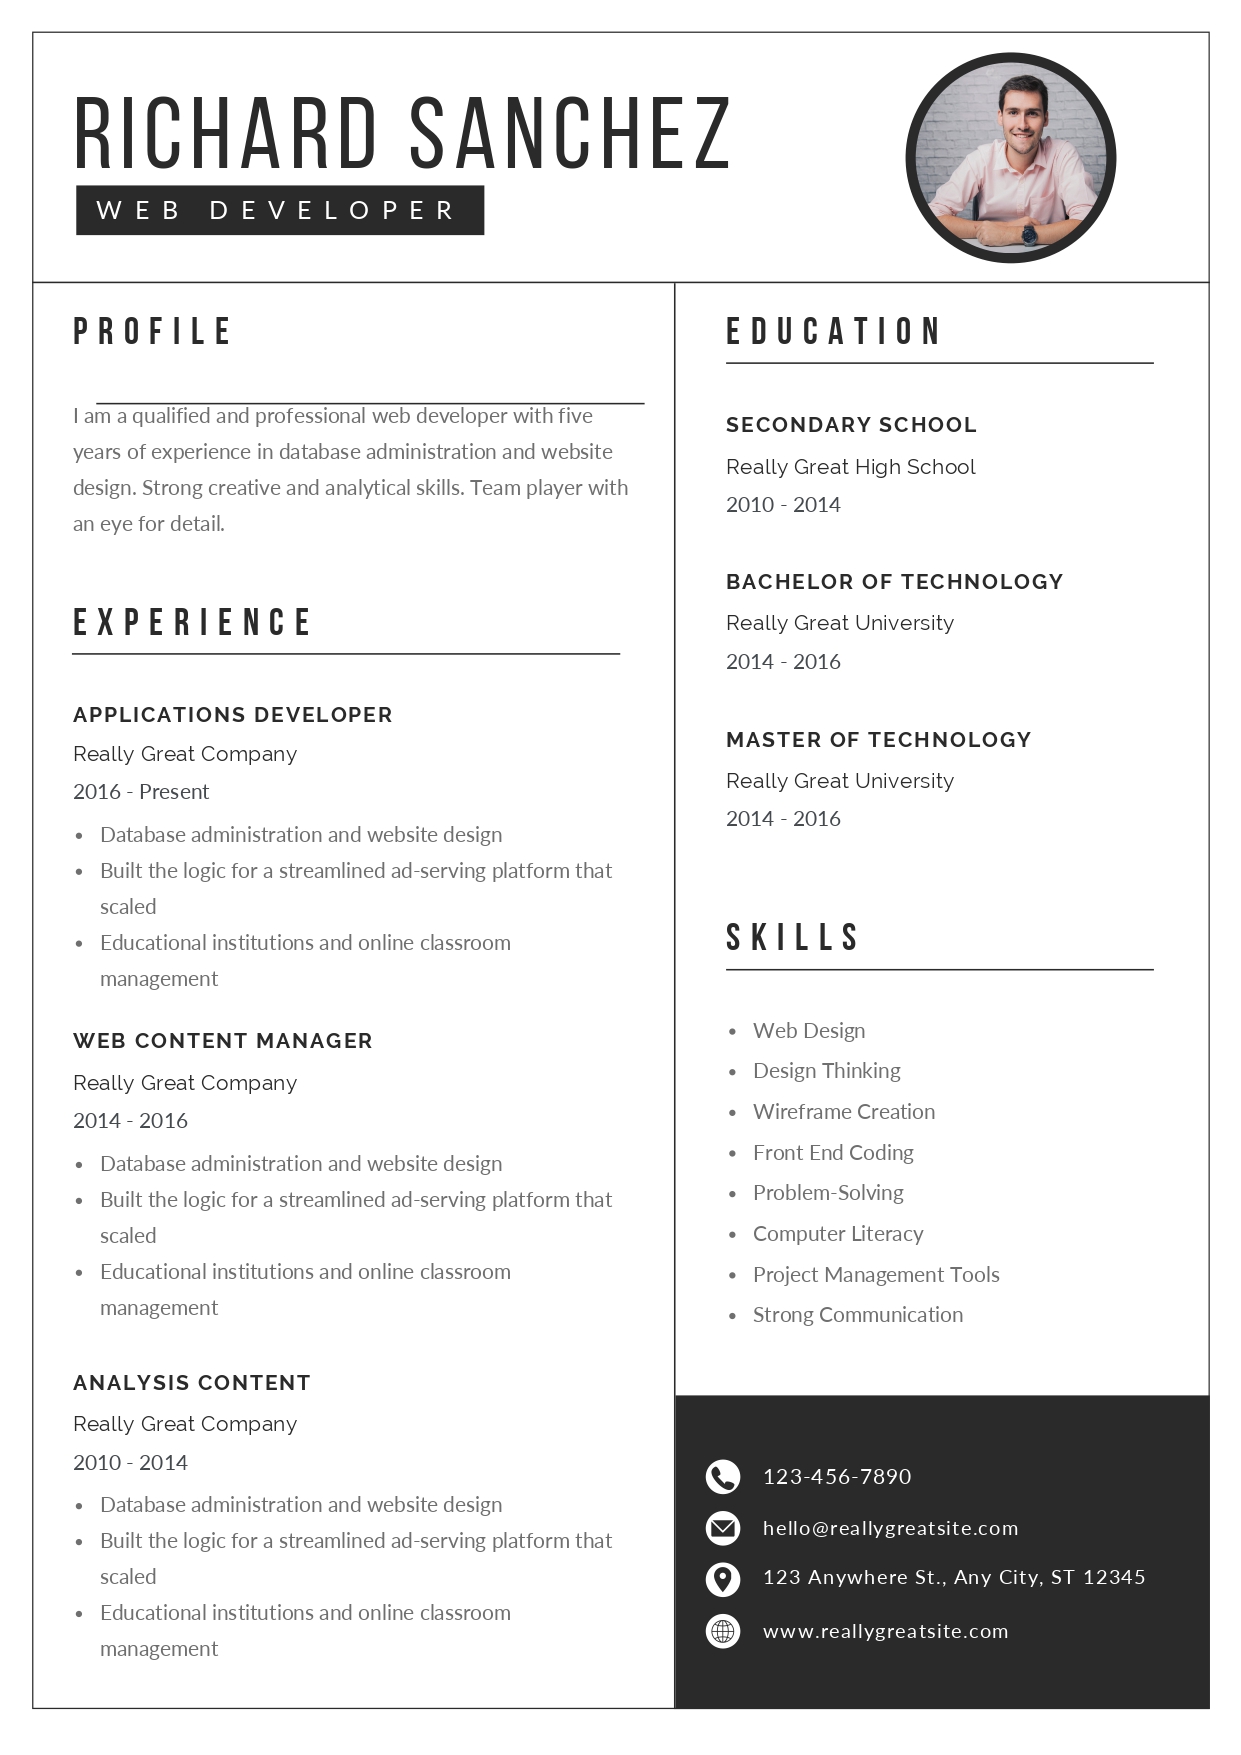 RICHARD SANCHEZ
WEB DEVELOPER
PROFILE
I am a qualified and professional web developer with five
years of experience in database administration and website
design. Strong creative and analytical skills. Team player with
an eye for detail.
EXPERIENCE
APPLICATIONS DEVELOPER
Really Great Company
2016 - Present
• Database administration and website design
• Built the logic for a streamlined ad-serving platform that
scaled
• Educational institutions and online classroom
management
WEB CONTENT MANAGER
Really Great Company
2014 - 2016
• Database administration and website design
• Built the logic for a streamlined ad-serving platform that
scaled
• Educational institutions and online classroom
management
ANALYSIS CONTENT
Really Great Company
2010 - 2014
• Database administration and website design
• Built the logic for a streamlined ad-serving platform that
scaled
• Educational institutions and online classroom
management
EDUCATION
SECONDARY SCHOOL
Really Great High School
2010 - 2014
BACHELOR OF TECHNOLOGY
Really Great University
2014 - 2016
MASTER OF TECHNOLOGY
Really Great University
2014 - 2016
SKILLS
• Web Design
• Design Thinking
• Wireframe Creation
• Front End Coding
• Problem-Solving
• Computer Literacy
• Project Management Tools
• Strong Communication
123-456-7890
hello@reallygreatsite.com
123 Anywhere St., Any City, ST 12345
www.reallygreatsite.com